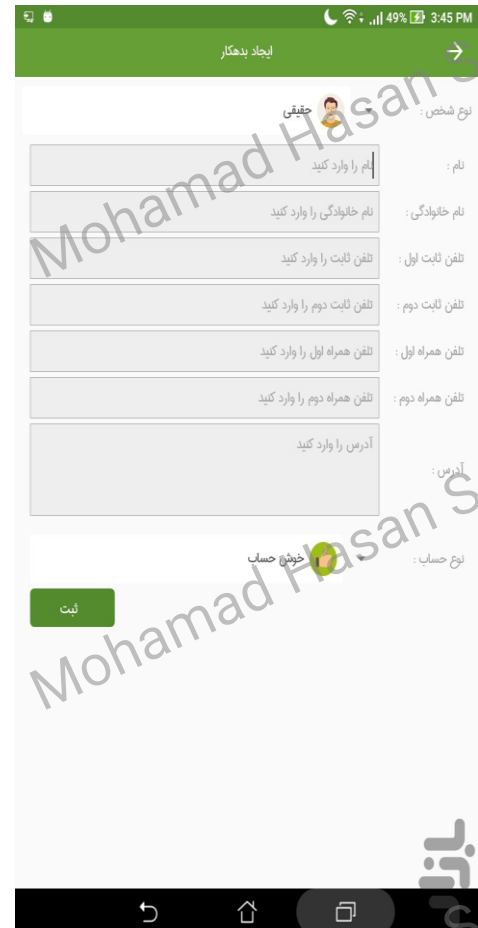 49% 3:45 PM
ایجاد بدهکار
نوع شخص : حقیقی
نام : نام را وارد کنید
نام خانوادگی : نام خانوادگی را وارد کنید
تلفن ثابت اول : تلفن ثابت را وارد کنید
تلفن ثابت دوم : تلفن ثابت دوم را وارد کنید
تلفن همراه اول : تلفن همراه اول را وارد کنید
تلفن همراه دوم : تلفن همراه دوم را وارد کنید
آدرس : آدرس را وارد کنید
نوع حساب : خوش حساب
ثبت
Mohamad Hasan S
Mohamad Hasan S